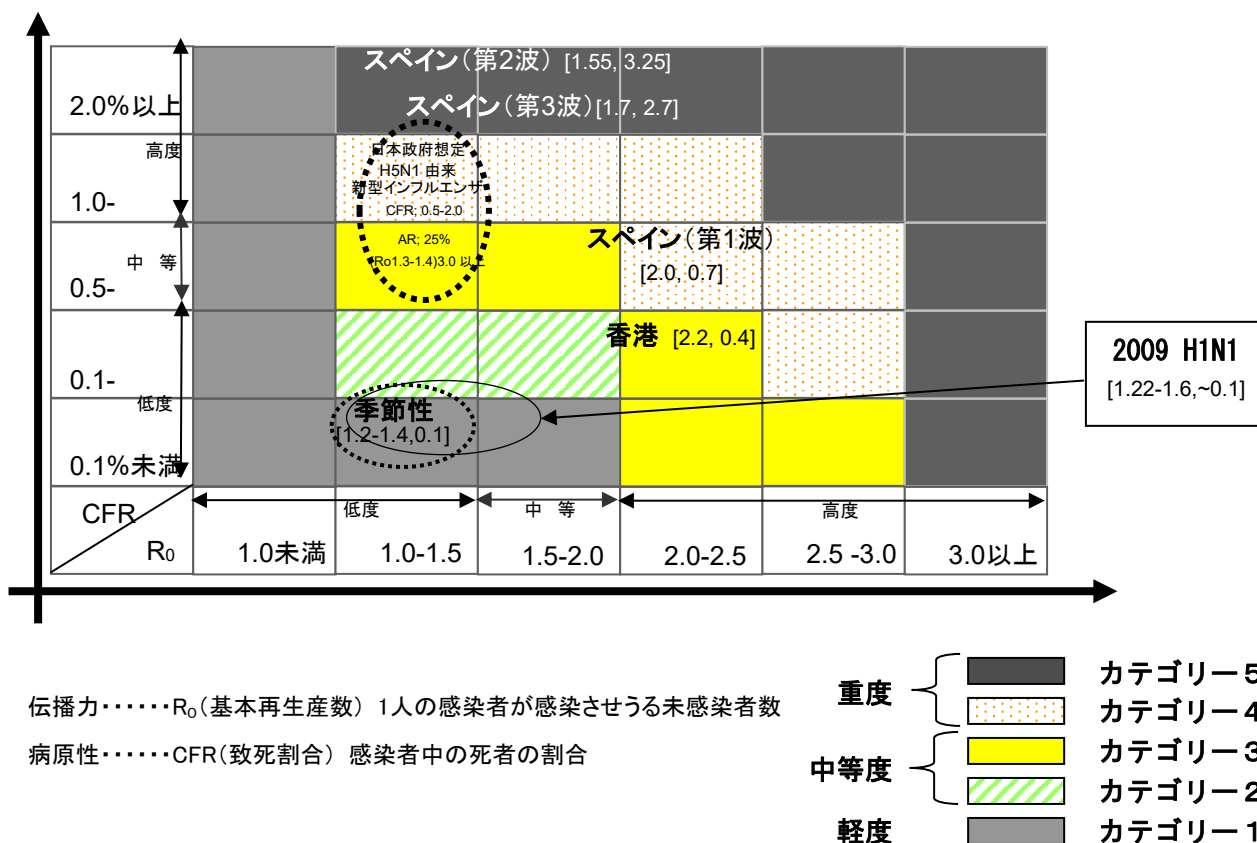 スペイン（第2波） [1.55, 3.25]
2.0%以上
スペイン（第3波）[1.7, 2.7]
高度
日本政府想定
H5N1 由来
新型インフルエンザ
1.0-
CFR; 0.5-2.0
AR; 25%
スペイン（第1波）
中 等
(Ro1.3-1.4)3.0 以上
[2.0, 0.7]
0.5-
香港 [2.2, 0.4]
2009 H1N1
[1.22-1.6,~0.1]
0.1-
低度
季節性
[1.2-1.4,0.1]
0.1%未満
CFR
低度
中 等
高度
R₀
1.0未満
1.0-1.5
1.5-2.0
2.0-2.5
2.5 -3.0
3.0以上
伝播力・・・・・・R₀(基本再生産数) 1人の感染者が感染させうる未感染者数
病原性・・・・・・CFR(致死割合) 感染者中の死者の割合
重度
カテゴリー５
カテゴリー４
中等度
カテゴリー３
カテゴリー２
軽度
カテゴリー１